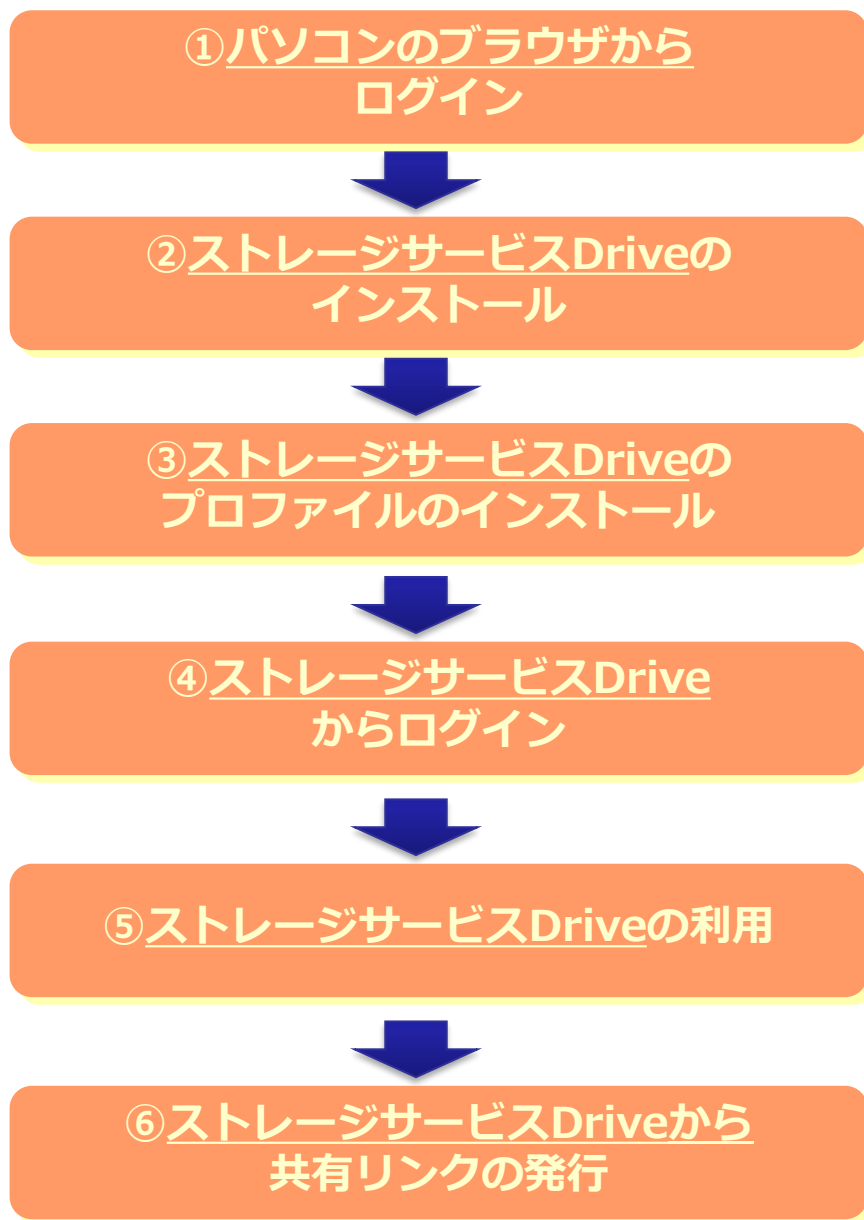 ①パソコンのブラウザから
ログイン
②ストレージサービスDriveの
インストール
③ストレージサービスDriveの
プロファイルのインストール
④ストレージサービスDrive
からログイン
⑤ストレージサービスDriveの利用
⑥ストレージサービスDriveから
共有リンクの発行